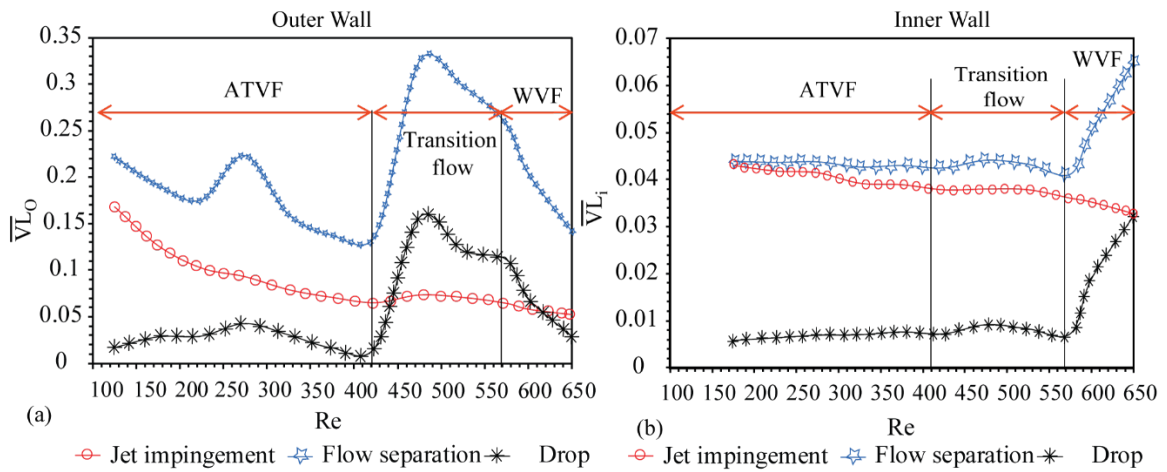 Outer Wall
0.35
0.3
0.25
0.2
0.15
0.1
0.05
0
ATVF
Transition
flow
WVF
V̅L̅O
100 150 200 250 300 350 400 450 500 550 600 650
(a)
Re
Jet impingement Flow separation Drop
Inner Wall
0.07
0.06
0.05
0.04
0.03
0.02
0.01
0
ATVF
Transition
flow
WVF
V̅L̅i
100 150 200 250 300 350 400 450 500 550 600 650
(b)
Re
Jet impingement Flow separation Drop